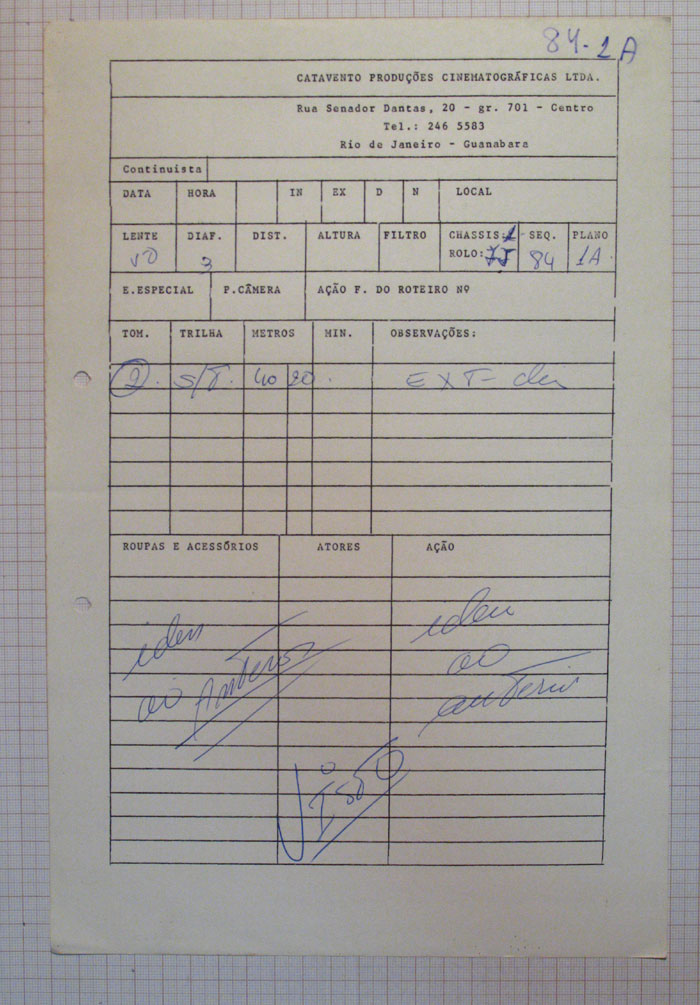 84-1A
CATAVENTO PRODUÇÕES CINEMATOGRÁFICAS LTDA.
Rua Senador Dantas, 20 - gr. 701 - Centro
Tel.: 246 5583
Rio de Janeiro - Guanabara
Continuista
DATA HORA IN EX D N LOCAL
LENTE DIAF. DIST. ALTURA FILTRO CHASSIS: 1 SEQ. PLANO
3 ROLO: 84 1A
E.ESPECIAL P.CÂMERA AÇÃO F. DO ROTEIRO Nº
TOM. TRILHA METROS MIN. OBSERVAÇÕES:
2. S/T. 40 20. EXT-
ROUPAS E ACESSÓRIOS ATORES AÇÃO
idem idem
ao anterior ao
anterior